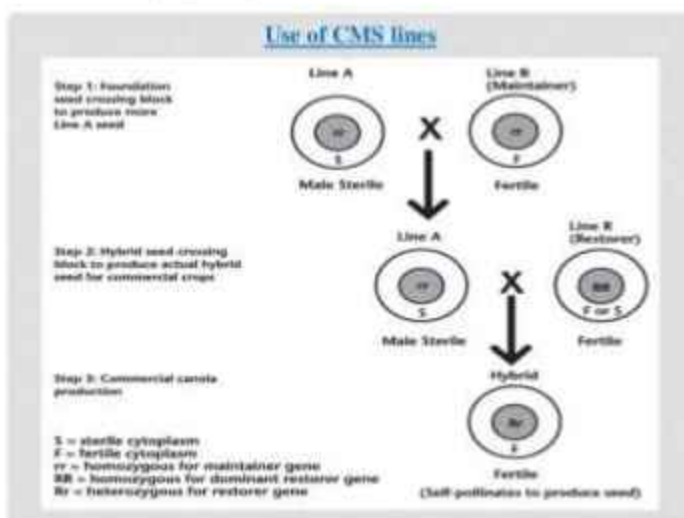 Use of CMS lines
Step 1: Foundation
seed crossing block
to produce more
Line A seed
Line A
Line B
(Maintainer)
rr
S
X
rr
F
Male Sterile
Fertile
Step 2: Hybrid seed crossing
block to produce actual hybrid
seed for commercial crops
Line A
Line R
(Restorer)
rr
S
X
RR
F or S
Male Sterile
Fertile
Step 3: Commercial canola
production
Hybrid
Rr
Fertile
(Self-pollinates to produce seed)
S = sterile cytoplasm
F = fertile cytoplasm
rr = homozygous for maintainer gene
RR = homozygous for dominant restorer gene
Rr = heterozygous for restorer gene